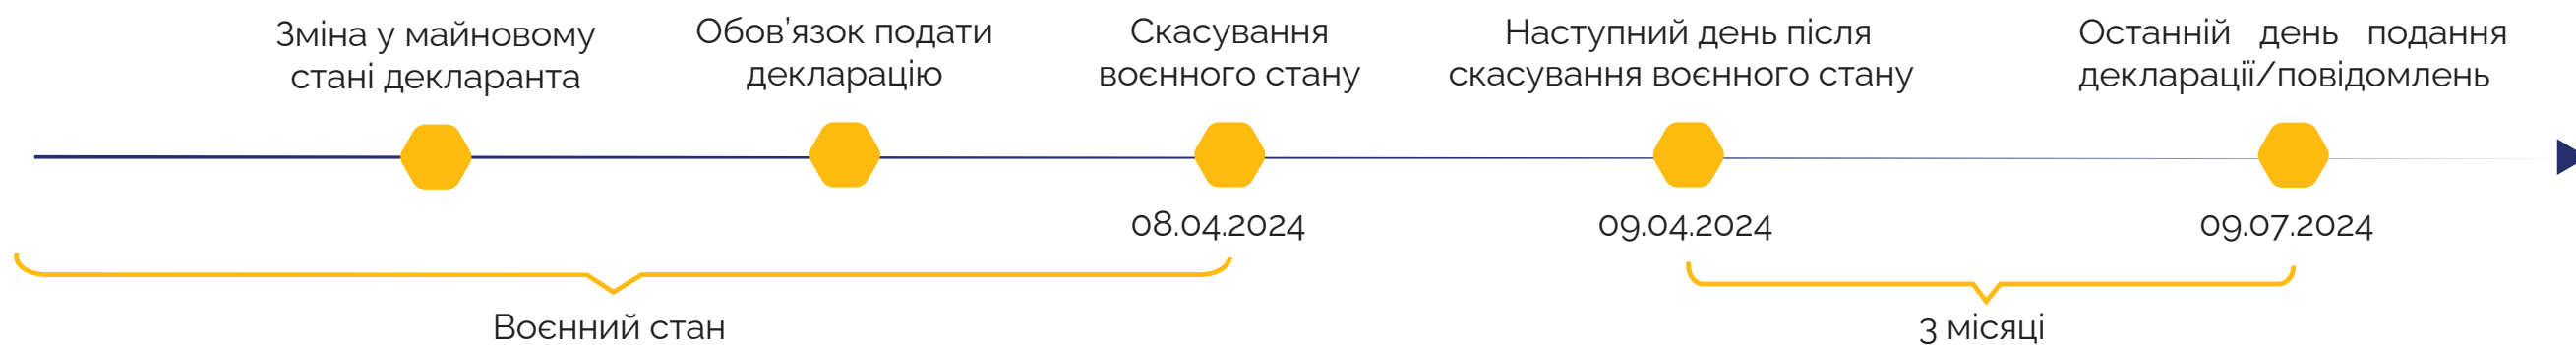 Зміна у майновому
стані декларанта
Обов’язок подати
декларацію
Скасування
воєнного стану
Наступний день після
скасування воєнного стану
Останній день подання
декларації/повідомлень
08.04.2024
09.04.2024
09.07.2024
Воєнний стан
3 місяці